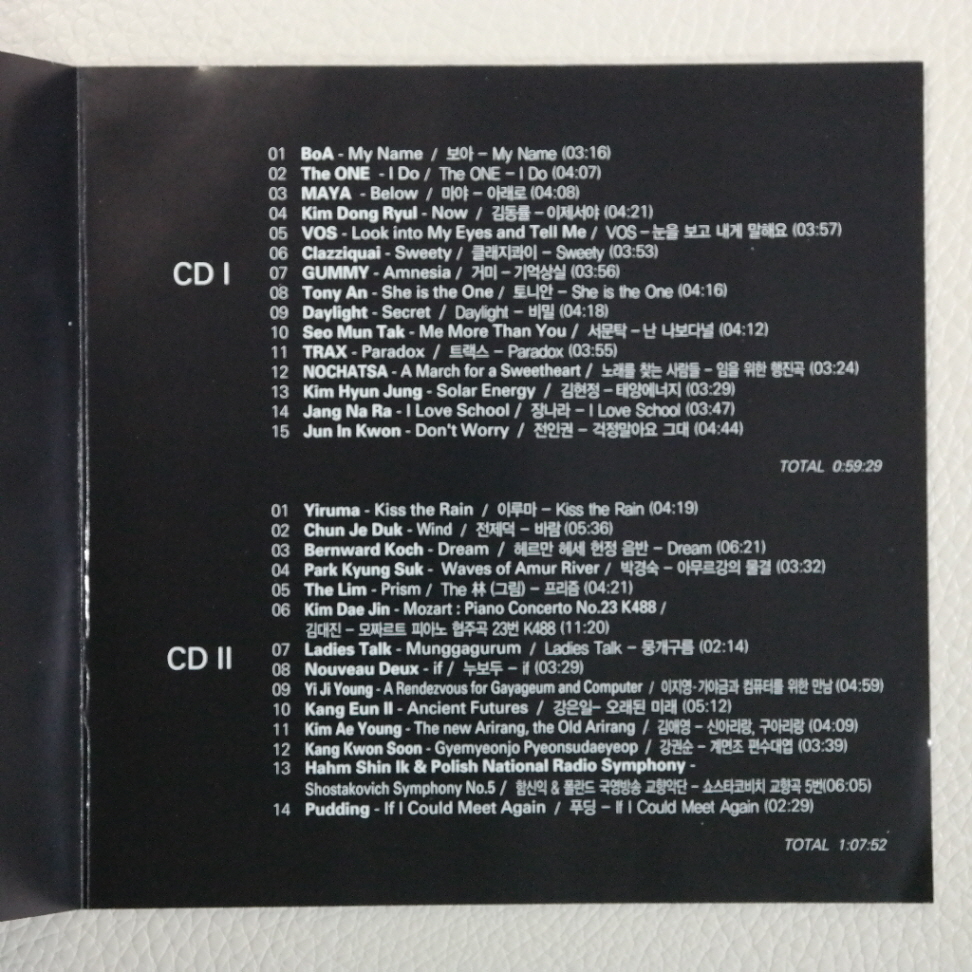 CD I
01 BoA - My Name / 보아 – My Name (03:16)
02 The ONE - I Do / The ONE – I Do (04:07)
03 MAYA - Below / 마야 – 아래로 (04:08)
04 Kim Dong Ryul - Now / 김동률 – 이제서야 (04:21)
05 VOS - Look into My Eyes and Tell Me / VOS – 눈을 보고 내게 말해요 (03:57)
06 Clazziquai - Sweety / 클래지콰이 – Sweety (03:53)
07 GUMMY - Amnesia / 거미 – 기억상실 (03:56)
08 Tony An - She is the One / 토니안 – She is the One (04:16)
09 Daylight - Secret / Daylight – 비밀 (04:18)
10 Seo Mun Tak - Me More Than You / 서문탁 – 난 나보다널 (04:12)
11 TRAX - Paradox / 트랙스 – Paradox (03:55)
12 NOCHATSA - A March for a Sweetheart / 노래를 찾는 사람들 – 임을 위한 행진곡 (03:24)
13 Kim Hyun Jung - Solar Energy / 김현정 – 태양에너지 (03:29)
14 Jang Na Ra - I Love School / 장나라 – I Love School (03:47)
15 Jun In Kwon - Don't Worry / 전인권 – 걱정말아요 그대 (04:44)
TOTAL 0:59:29
CD II
01 Yiruma - Kiss the Rain / 이루마 – Kiss the Rain (04:19)
02 Chun Je Duk - Wind / 전제덕 – 바람 (05:36)
03 Bernward Koch - Dream / 헤르만 헤세 헌정 음반 – Dream (06:21)
04 Park Kyung Suk - Waves of Amur River / 박경숙 – 아무르강의 물결 (03:32)
05 The Lim - Prism / The 林 (그림) – 프리즘 (04:21)
06 Kim Dae Jin - Mozart : Piano Concerto No.23 K488 /
김대진 – 모짜르트 피아노 협주곡 23번 K488 (11:20)
07 Ladies Talk - Munggagurum / Ladies Talk – 뭉개구름 (02:14)
08 Nouveau Deux - if / 누보두 – if (03:29)
09 Yi Ji Young - A Rendezvous for Gayageum and Computer / 이지영-가야금과 컴퓨터를 위한 만남 (04:59)
10 Kang Eun Il - Ancient Futures / 강은일– 오래된 미래 (05:12)
11 Kim Ae Young - The new Arirang, the Old Arirang / 김애영 – 신아리랑, 구아리랑 (04:09)
12 Kang Kwon Soon - Gyemyeonjo Pyeonsudaeyeop / 강권순 – 계면조 편수대엽 (03:39)
13 Hahm Shin Ik & Polish National Radio Symphony -
Shostakovich Symphony No.5 / 함신익 & 폴란드 국영방송 교향악단 – 쇼스타코비치 교향곡 5번(06:05)
14 Pudding - If I Could Meet Again / 푸딩 – If I Could Meet Again (02:29)
TOTAL 1:07:52